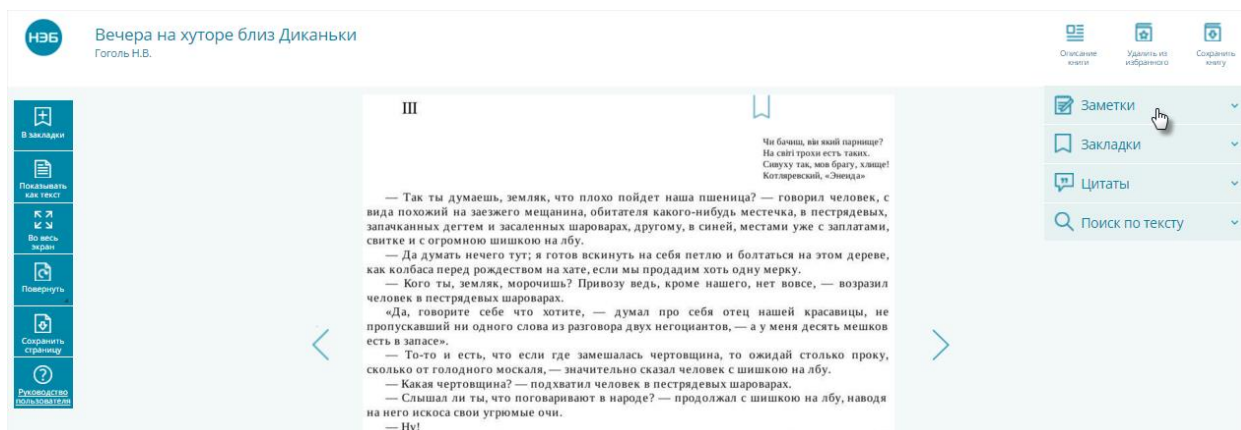 нэб
Вечера на хуторе близ Диканьки
Гоголь Н.В.
Описание
книги
Удалить из
избранного
Сохранить
книгу
В закладки
Показывать
как текст
Во весь
экран
Повернуть
Сохранить
страницу
Руководство
пользователя
III
Чи бачиш, він який парнище?
На світі трохи есть таких.
Сивуху так, мов брагу, хлище!
Котляревский, «Энеида»
— Так ты думаешь, земляк, что плохо пойдет наша пшеница? — говорил человек, с
вида похожий на заезжего мещанина, обитателя какого-нибудь местечка, в пестрядевых,
запачканных дегтем и засаленных шароварах, другому, в синей, местами уже с заплатами,
свитке и с огромною шишкою на лбу.
— Да думать нечего тут; я готов вскинуть на себя петлю и болтаться на этом дереве,
как колбаса перед рождеством на хате, если мы продадим хоть одну мерку.
— Кого ты, земляк, морочишь? Привозу ведь, кроме нашего, нет вовсе, — возразил
человек в пестрядевых шароварах.
«Да, говорите себе что хотите, — думал про себя отец нашей красавицы, не
пропускавший ни одного слова из разговора двух негоциантов, — а у меня десять мешков
есть в запасе».
— То-то и есть, что если где замешалась чертовщина, то ожидай столько проку,
сколько от голодного москаля, — значительно сказал человек с шишкою на лбу.
— Какая чертовщина? — подхватил человек в пестрядевых шароварах.
— Слышал ли ты, что поговаривают в народе? — продолжал с шишкою на лбу, наводя
на него искоса свои угрюмые очи.
— Ну!
Заметки
Закладки
Цитаты
Поиск по тексту